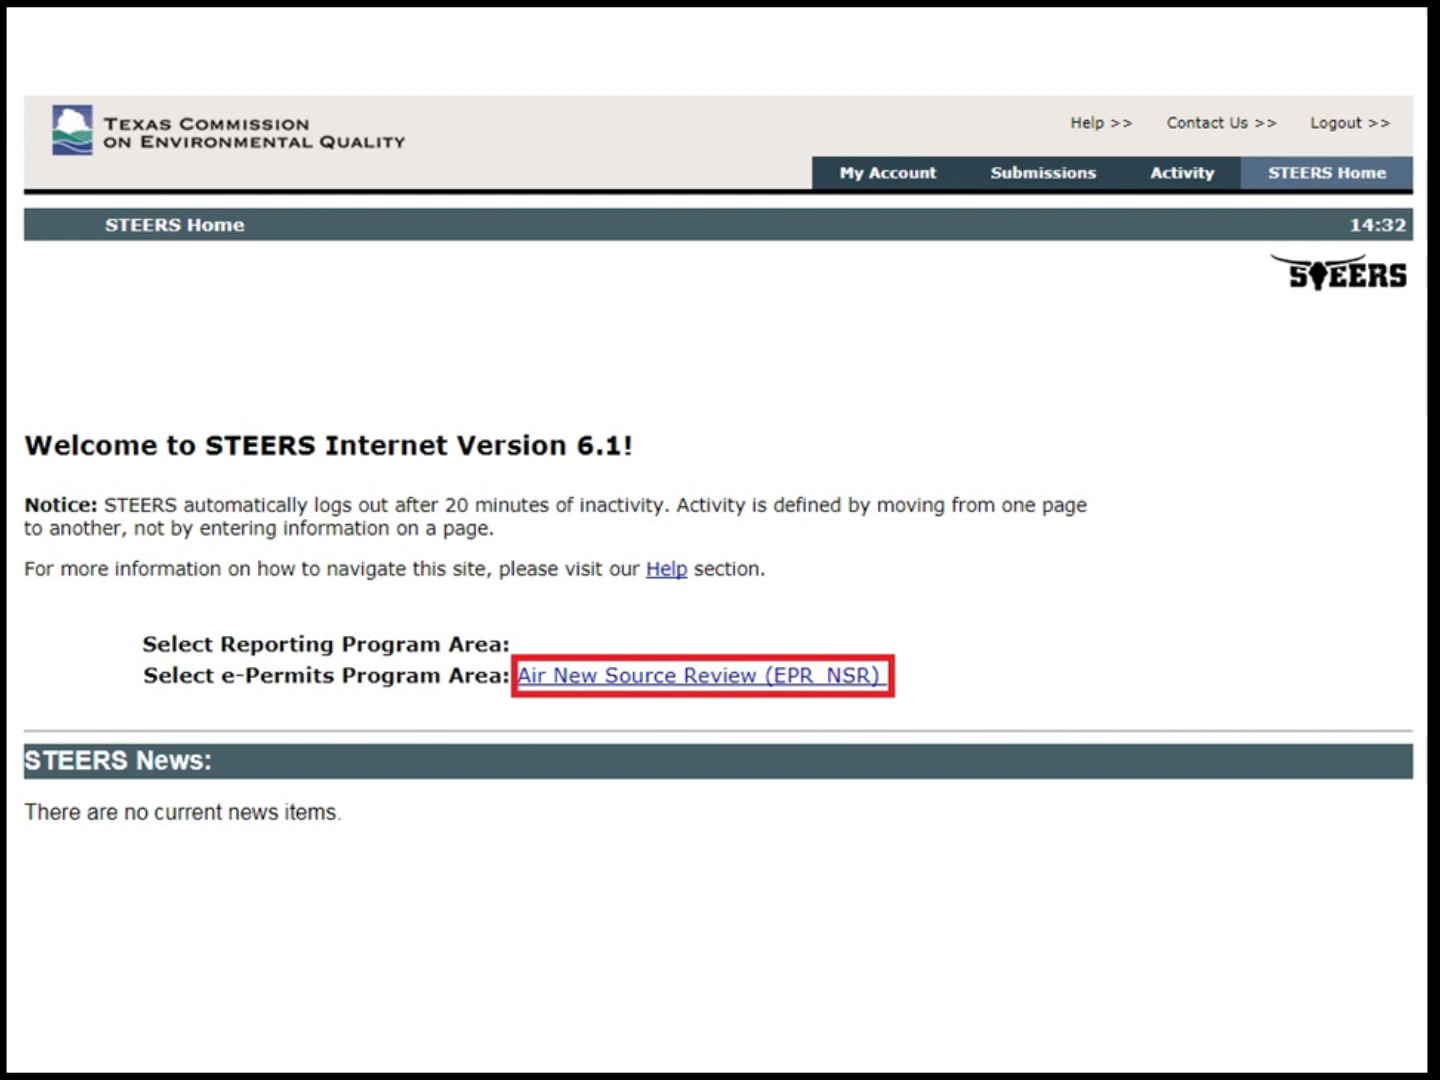 TEXAS COMMISSION
ON ENVIRONMENTAL QUALITY
Help >> Contact Us >> Logout >>
My Account Submissions Activity STEERS Home
STEERS Home 14:32
STEERS
Welcome to STEERS Internet Version 6.1!
Notice: STEERS automatically logs out after 20 minutes of inactivity. Activity is defined by moving from one page
to another, not by entering information on a page.
For more information on how to navigate this site, please visit our Help section.
Select Reporting Program Area:
Select e-Permits Program Area: Air New Source Review (EPR_NSR)
STEERS News:
There are no current news items.